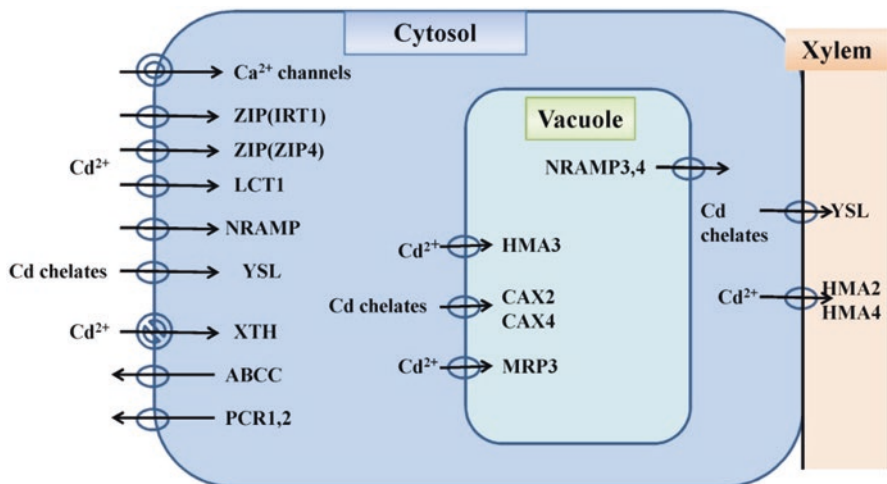 Cytosol
Xylem
Ca²⁺ channels
ZIP(IRT1)
Vacuole
ZIP(ZIP4)
Cd²⁺
NRAMP3,4
LCT1
Cd
chelates
YSL
NRAMP
Cd²⁺
HMA3
Cd chelates
YSL
Cd²⁺
HMA2
HMA4
Cd chelates
CAX2
CAX4
Cd²⁺
XTH
Cd²⁺
MRP3
ABCC
PCR1,2